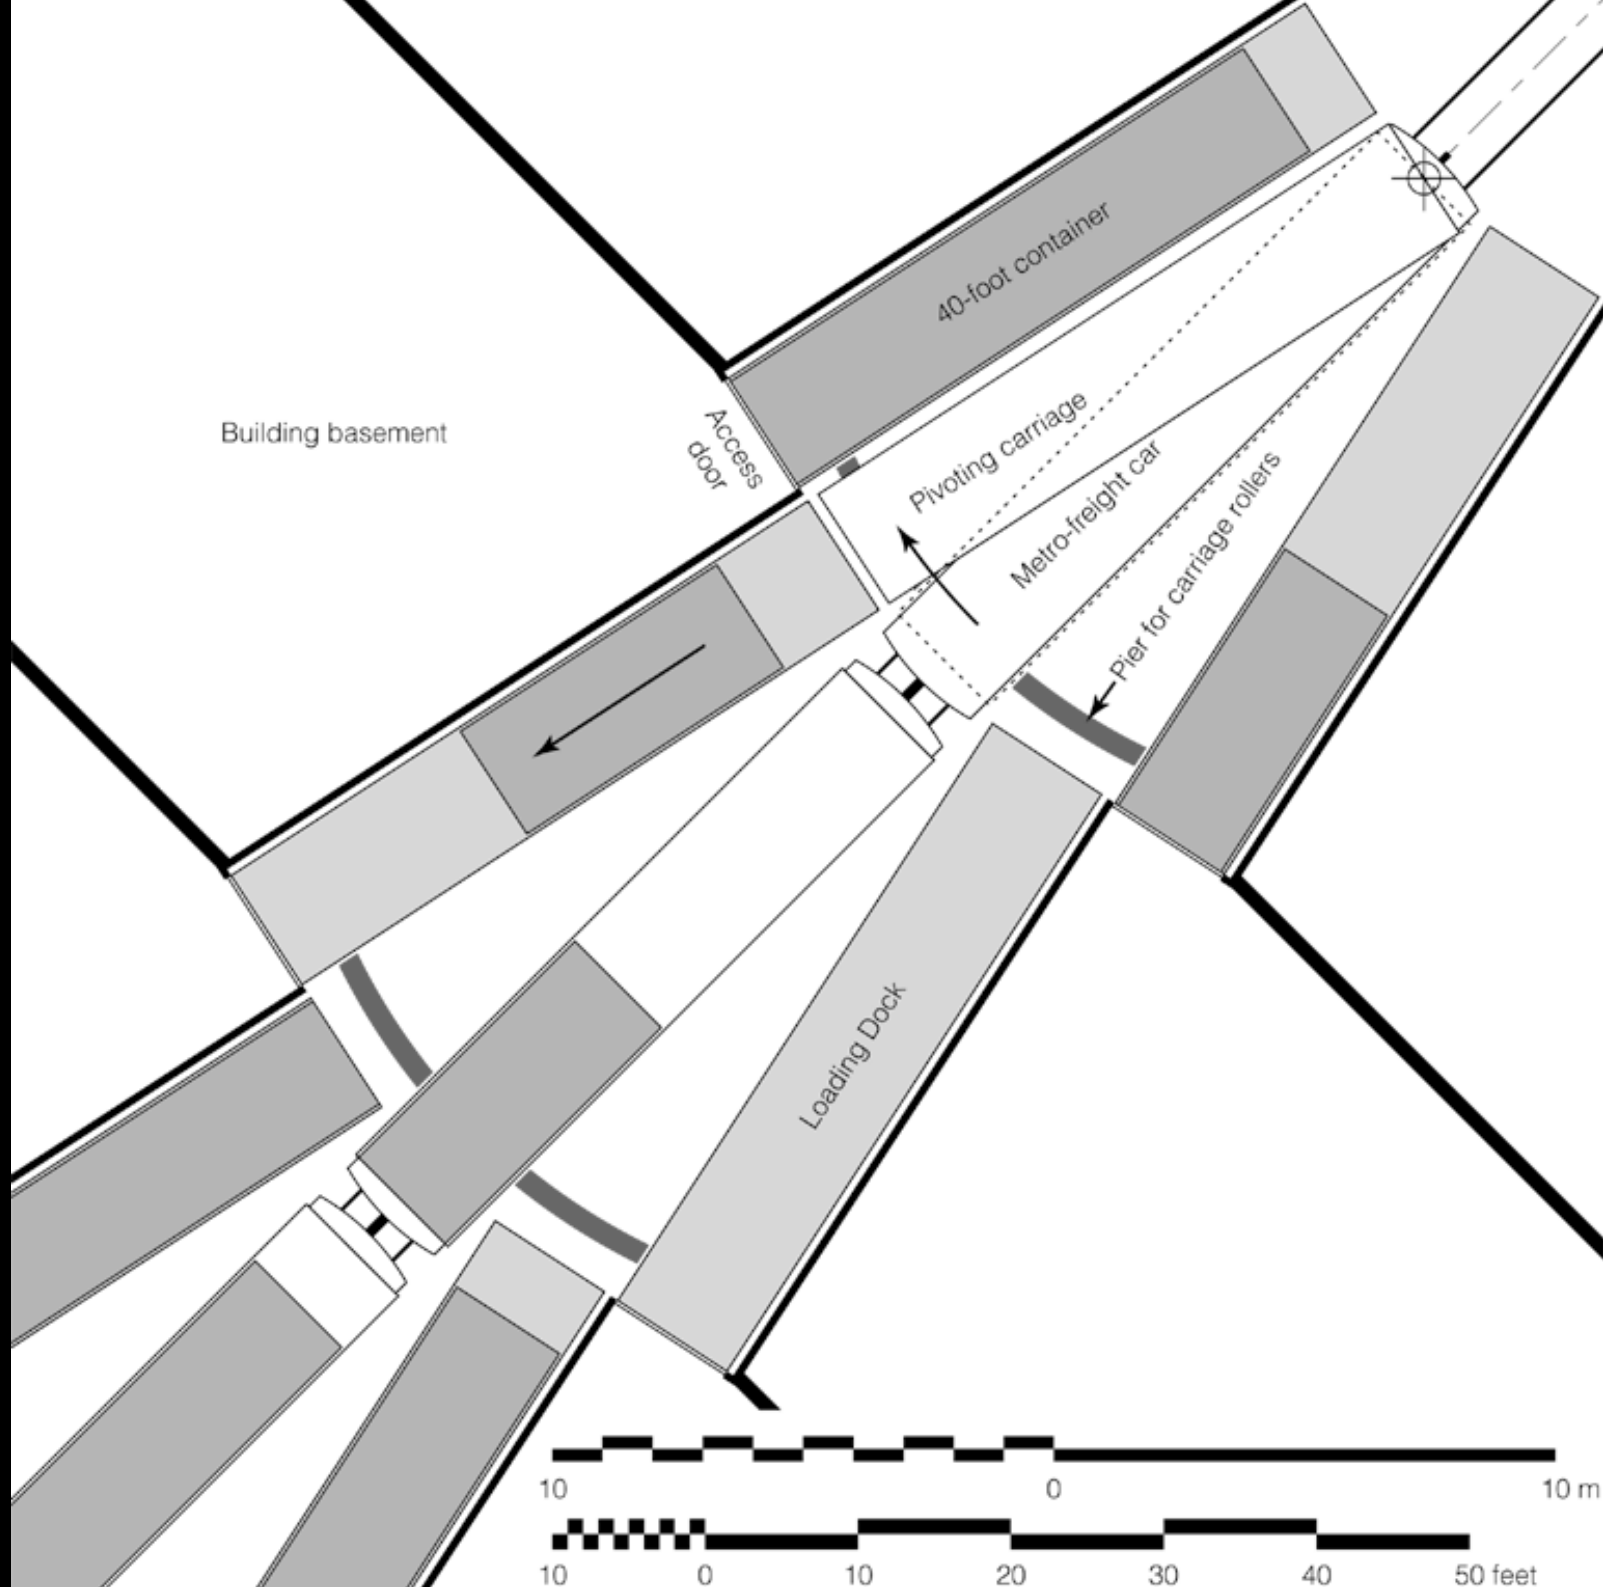 40-foot container
Building basement
Access
door
Pivoting carriage
Metro-freight car
Pier for carriage rollers
Loading Dock
10 0 10 m
10 0 10 20 30 40 50 feet